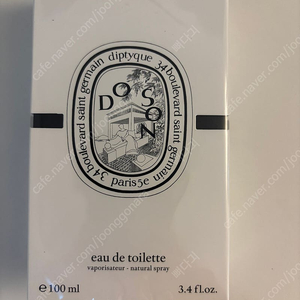 34 boulevard saint germain diptyque 34 boulevard saint germain paris 5e
DO SON
eau de toilette
vaporisateur - natural spray
e 100 ml 3.4 fl.oz.